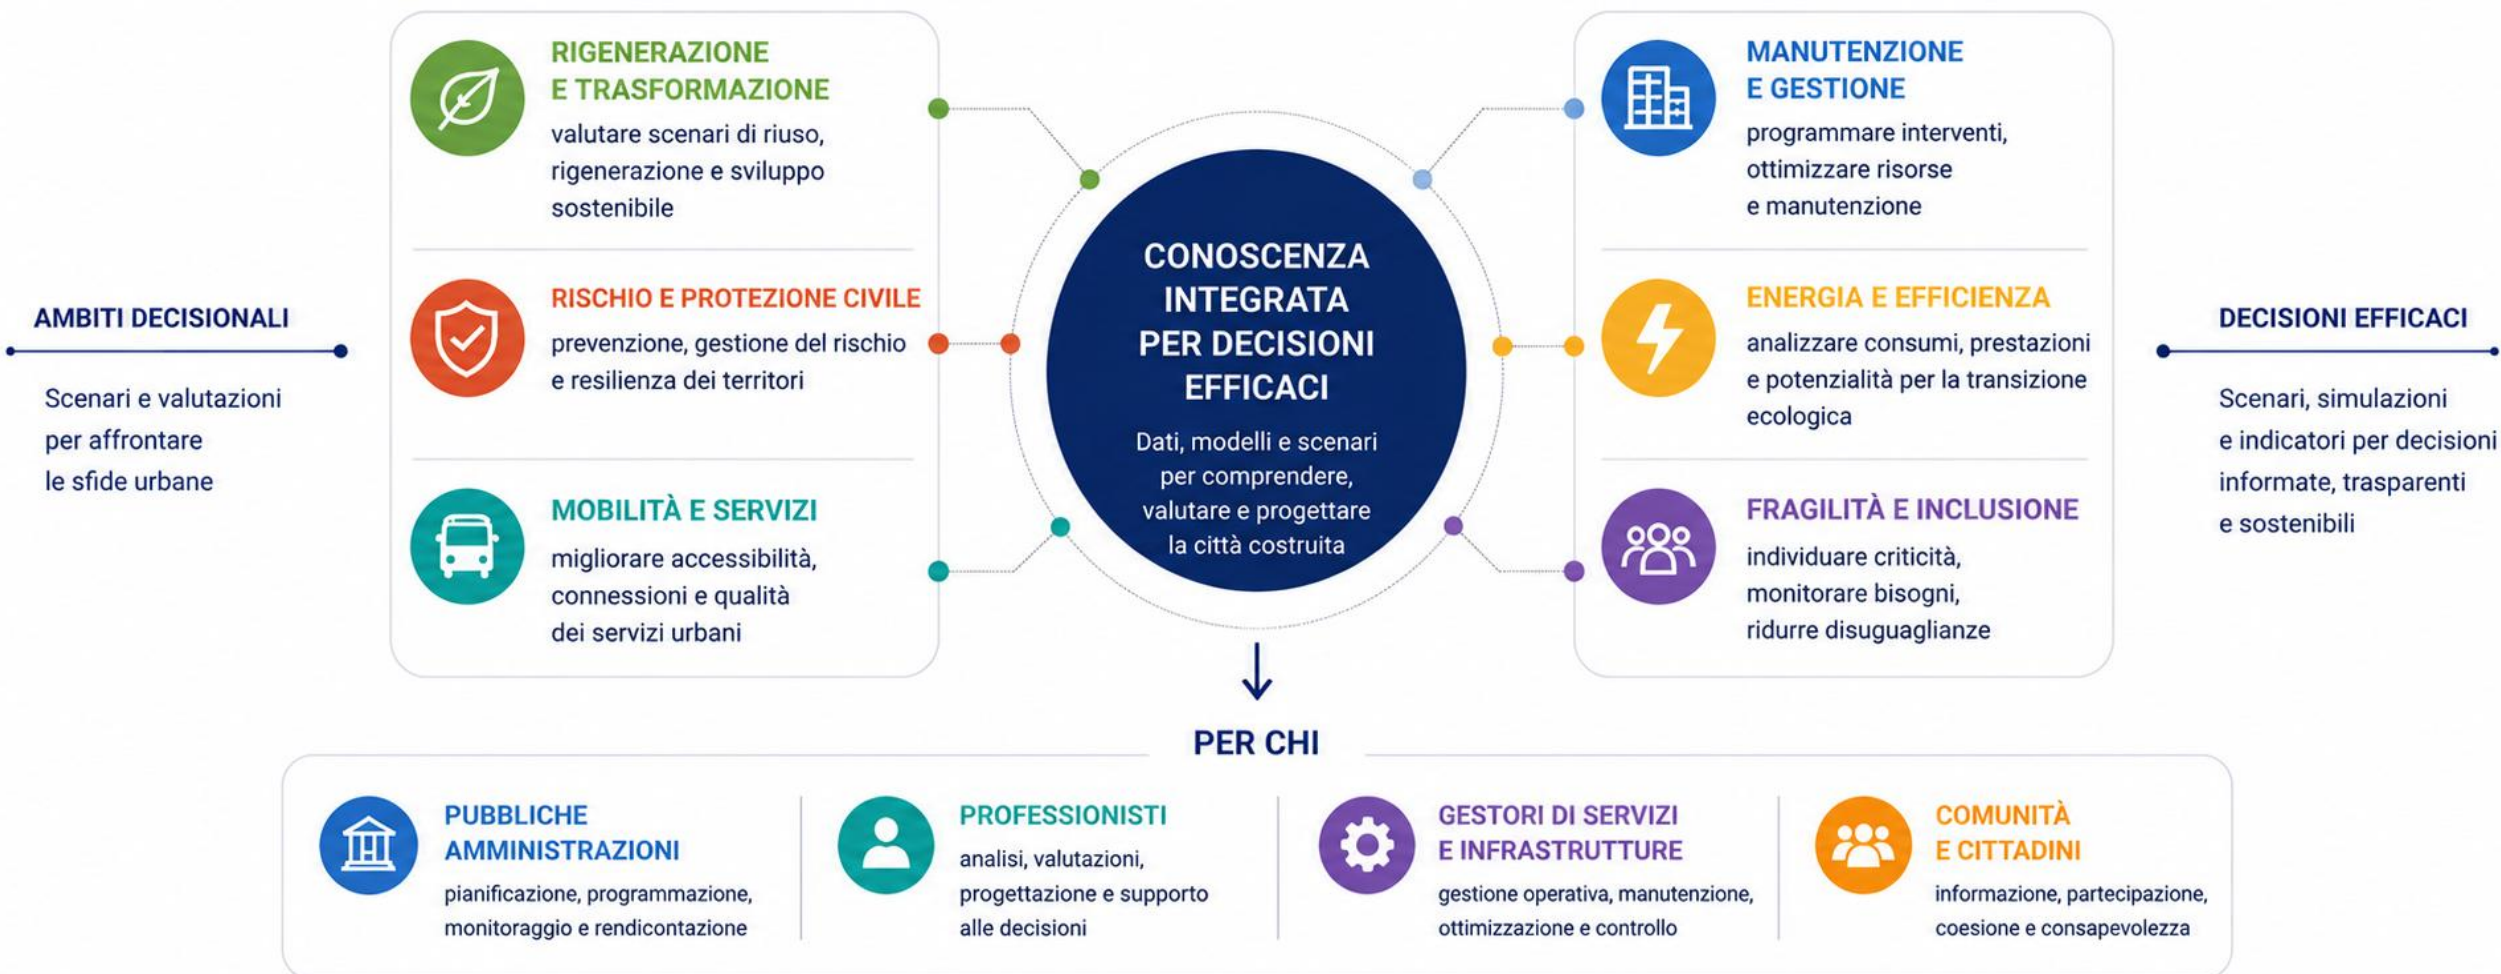 AMBITI DECISIONALI
Scenari e valutazioni
per affrontare
le sfide urbane
RIGENERAZIONE
E TRASFORMAZIONE
valutare scenari di riuso,
rigenerazione e sviluppo
sostenibile
RISCHIO E PROTEZIONE CIVILE
prevenzione, gestione del rischio
e resilienza dei territori
MOBILITÀ E SERVIZI
migliorare accessibilità,
connessioni e qualità
dei servizi urbani
CONOSCENZA
INTEGRATA
PER DECISIONI
EFFICACI
Dati, modelli e scenari
per comprendere,
valutare e progettare
la città costruita
MANUTENZIONE
E GESTIONE
programmare interventi,
ottimizzare risorse
e manutenzione
ENERGIA E EFFICIENZA
analizzare consumi, prestazioni
e potenzialità per la transizione
ecologica
FRAGILITÀ E INCLUSIONE
individuare criticità,
monitorare bisogni,
ridurre disuguaglianze
DECISIONI EFFICACI
Scenari, simulazioni
e indicatori per decisioni
informate, trasparenti
e sostenibili
PER CHI
PUBBLICHE
AMMINISTRAZIONI
pianificazione, programmazione,
monitoraggio e rendicontazione
PROFESSIONISTI
analisi, valutazioni,
progettazione e supporto
alle decisioni
GESTORI DI SERVIZI
E INFRASTRUTTURE
gestione operativa, manutenzione,
ottimizzazione e controllo
COMUNITÀ
E CITTADINI
informazione, partecipazione,
coesione e consapevolezza